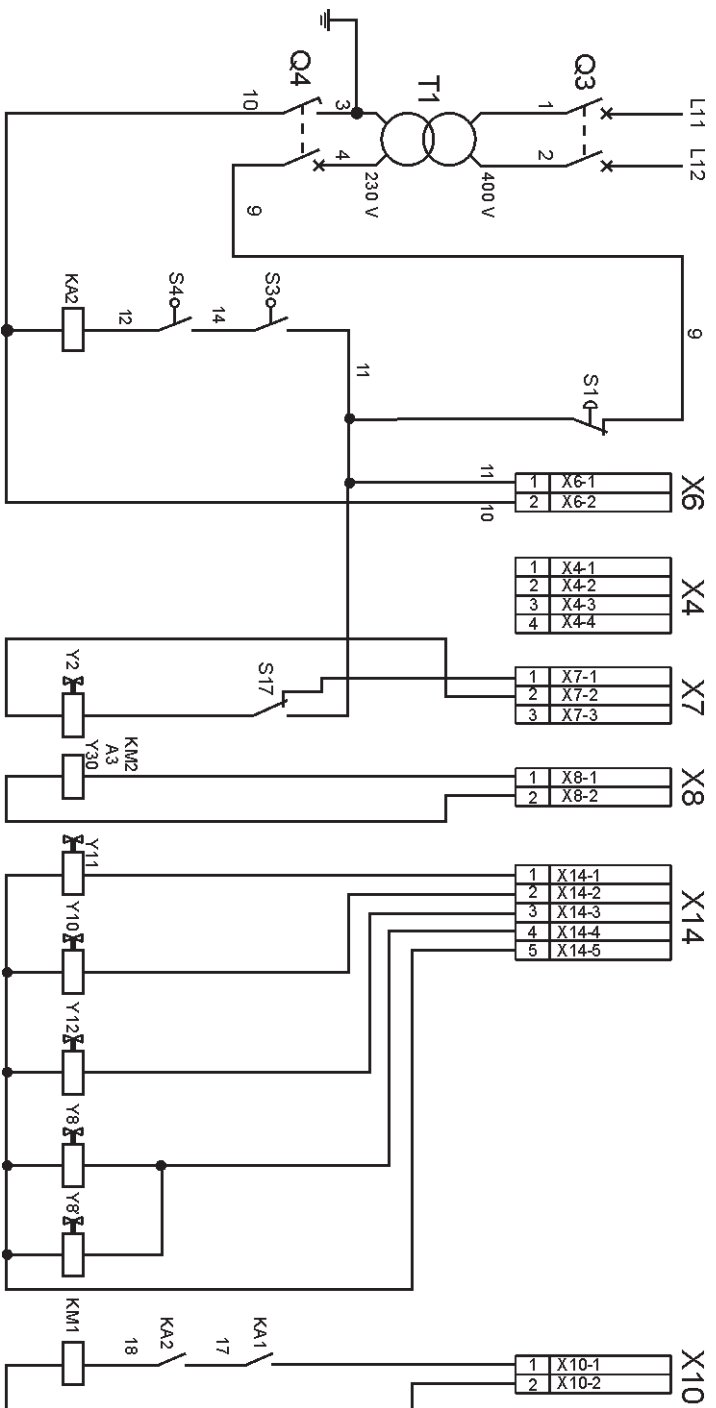 L11
L12
Q3
1
2
T1
400 V
230 V
3
4
Q4
10
9
9
S1
S3
14
S4
12
KA2
11
11
10
X6
1 X6-1
2 X6-2
X4
1 X4-1
2 X4-2
3 X4-3
4 X4-4
X7
1 X7-1
2 X7-2
3 X7-3
S17
Y2
X8
1 X8-1
2 X8-2
KM2
A3
Y30
X14
1 X14-1
2 X14-2
3 X14-3
4 X14-4
5 X14-5
Y11
Y10
Y12
Y8
Y8'
X10
1 X10-1
2 X10-2
KA1
17
KA2
18
KM1